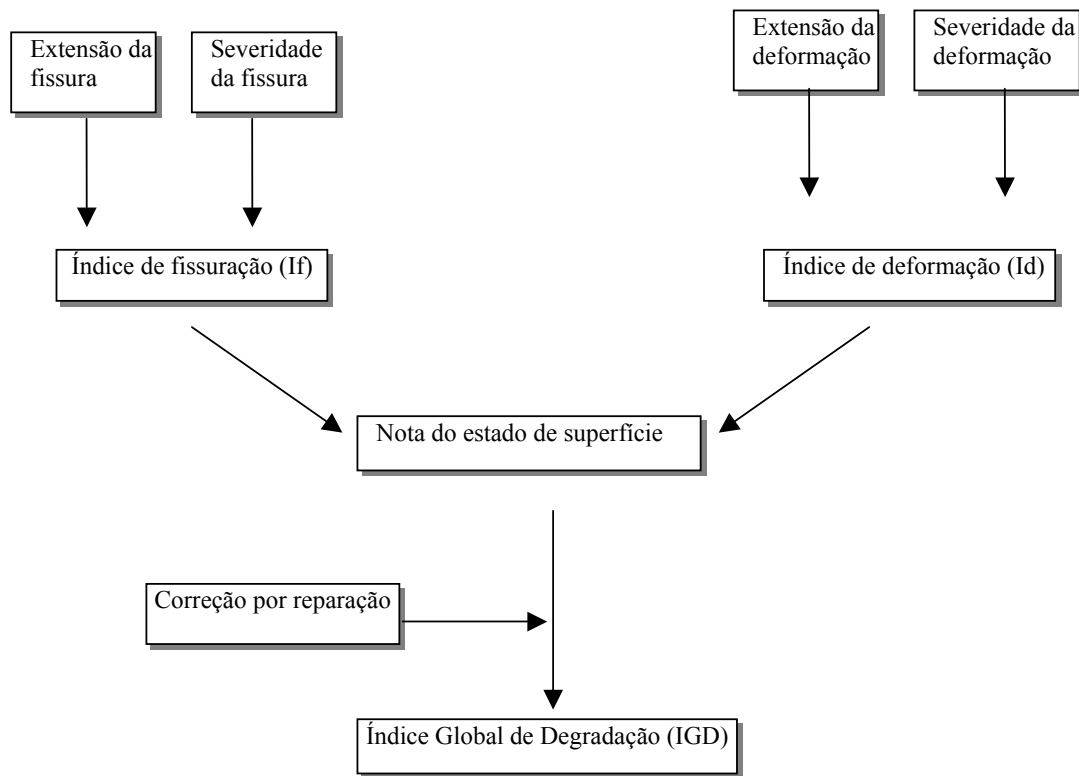 Extensão da
fissura
Severidade
da fissura
Extensão da
deformação
Severidade da
deformação
Índice de fissuração (If)
Índice de deformação (Id)
Nota do estado de superfície
Correção por reparação
Índice Global de Degradação (IGD)